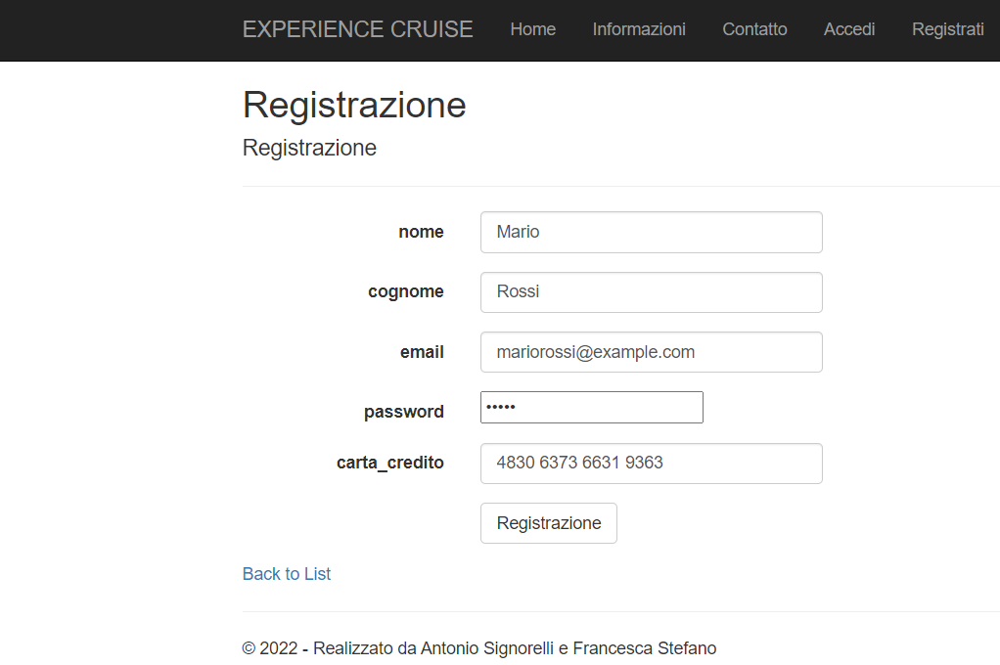 EXPERIENCE CRUISE Home Informazioni Contatto Accedi Registrati
Registrazione
Registrazione
nome Mario
cognome Rossi
email mariorossi@example.com
password •••••
carta_credito 4830 6373 6631 9363
Registrazione
Back to List
© 2022 - Realizzato da Antonio Signorelli e Francesca Stefano